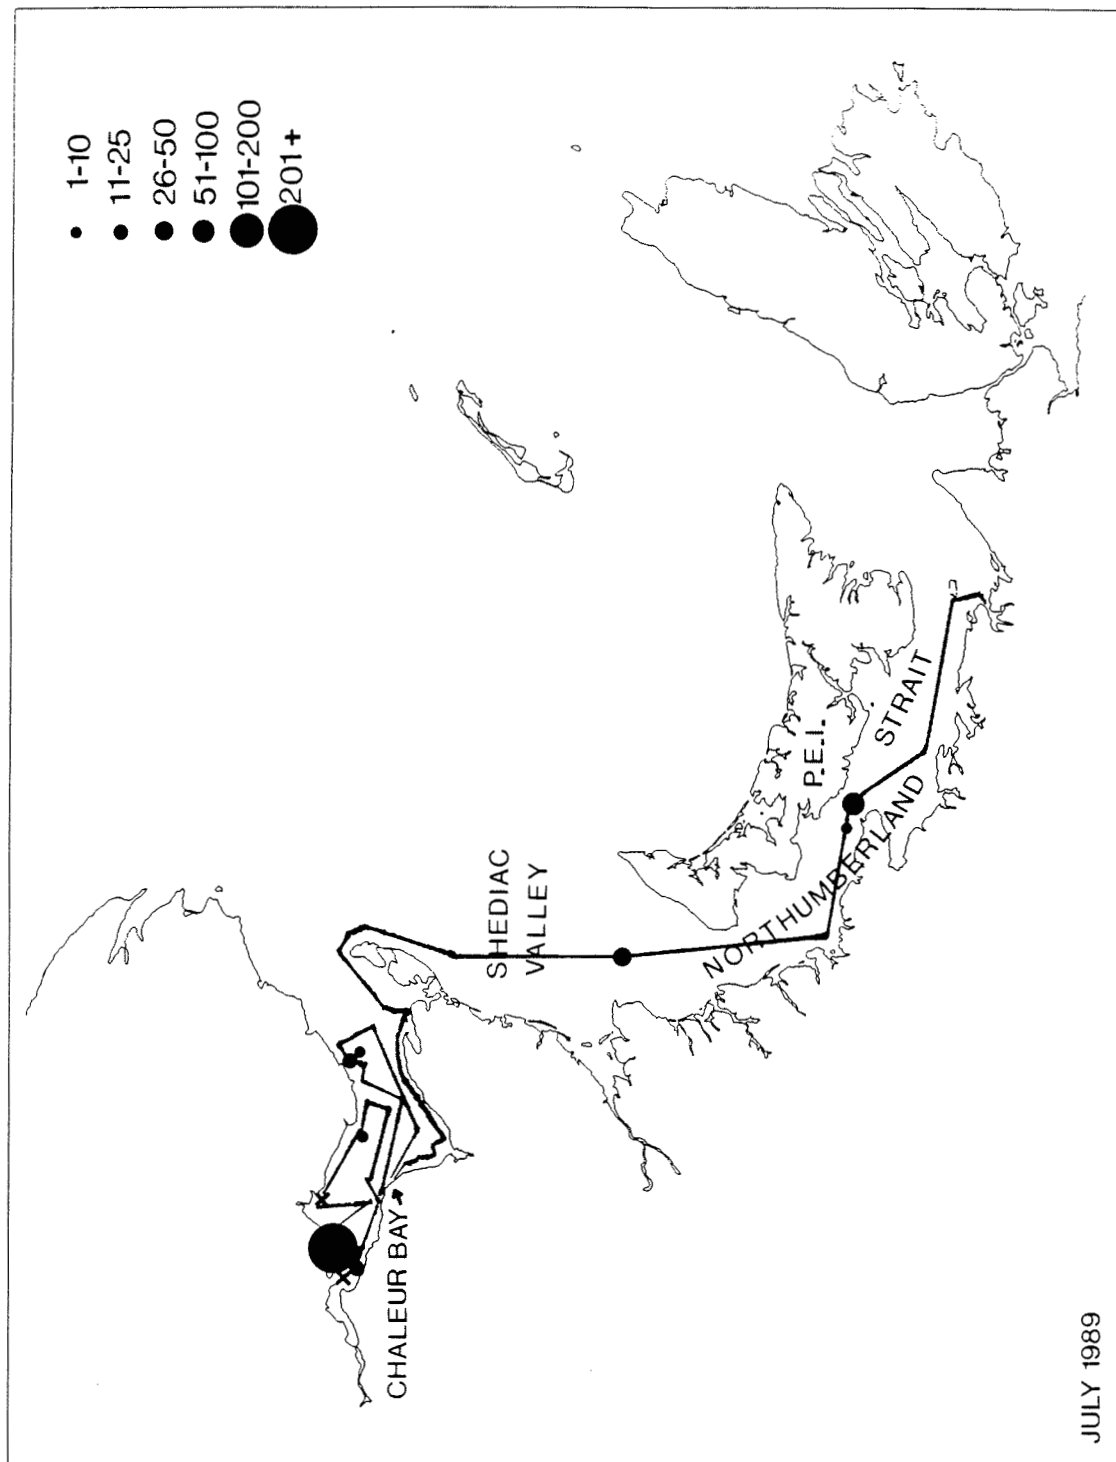 1-10
11-25
26-50
51-100
101-200
201+
SHEDIAC
VALLEY
P.E.I.
NORTHUMBERLAND
STRAIT
CHALEUR BAY
JULY 1989